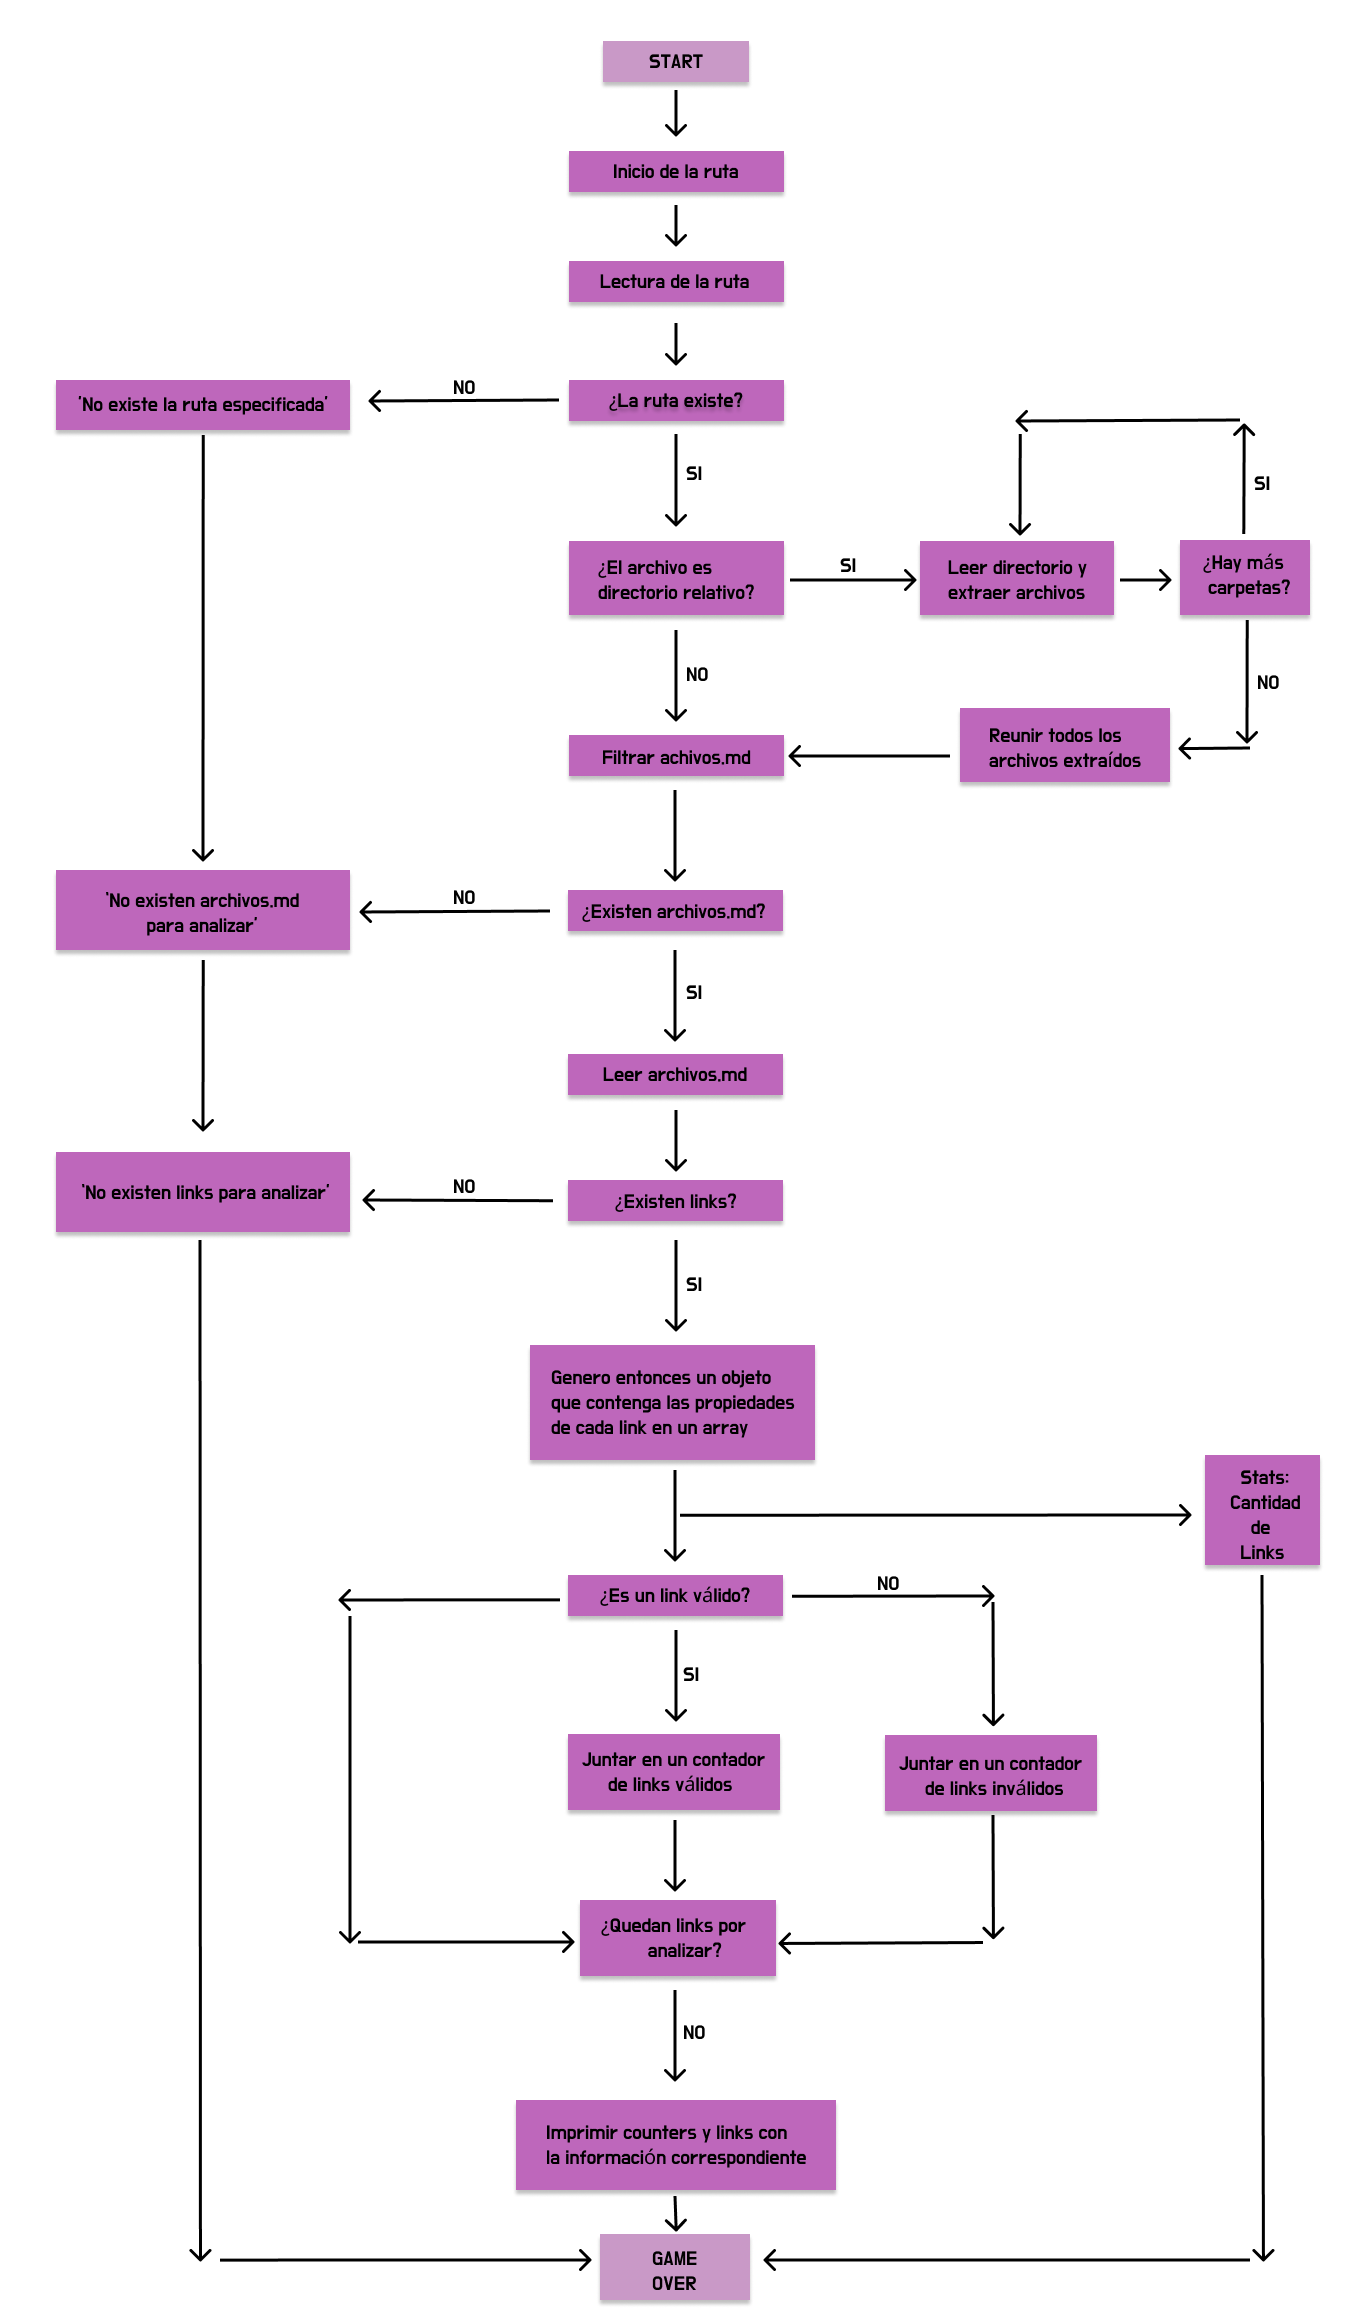 START
Inicio de la ruta
Lectura de la ruta
¿La ruta existe?
NO
'No existe la ruta especificada'
SI
¿El archivo es
directorio relativo?
SI
Leer directorio y
extraer archivos
¿Hay más
carpetas?
SI
NO
Reunir todos los
archivos extraídos
NO
Filtrar achivos.md
¿Existen archivos.md?
NO
'No existen archivos.md
para analizar'
SI
Leer archivos.md
¿Existen links?
NO
'No existen links para analizar'
SI
Genero entonces un objeto
que contenga las propiedades
de cada link en un array
Stats:
Cantidad
de
Links
¿Es un link válido?
NO
SI
Juntar en un contador
de links válidos
Juntar en un contador
de links inválidos
¿Quedan links por
analizar?
NO
Imprimir counters y links con
la información correspondiente
GAME
OVER